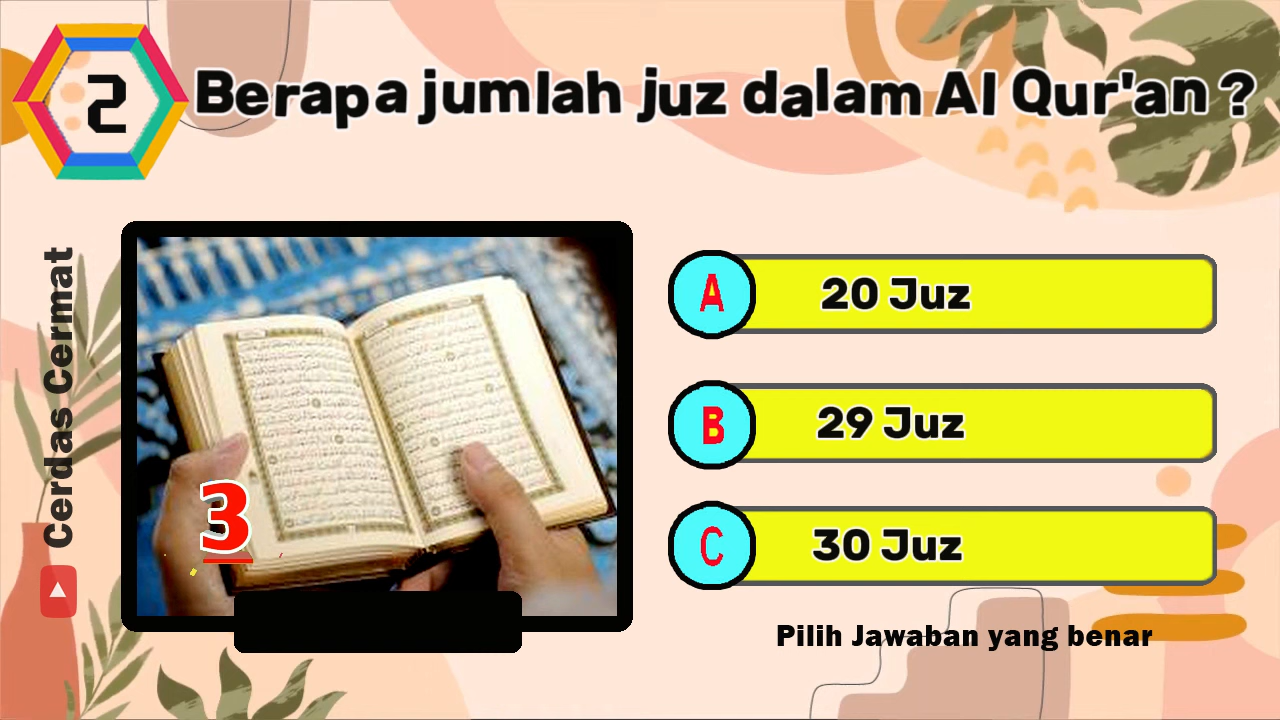 2
Berapa jumlah juz dalam Al Qur'an ?
Cerdas Cermat
3
A
20 Juz
B
29 Juz
C
30 Juz
Pilih Jawaban yang benar